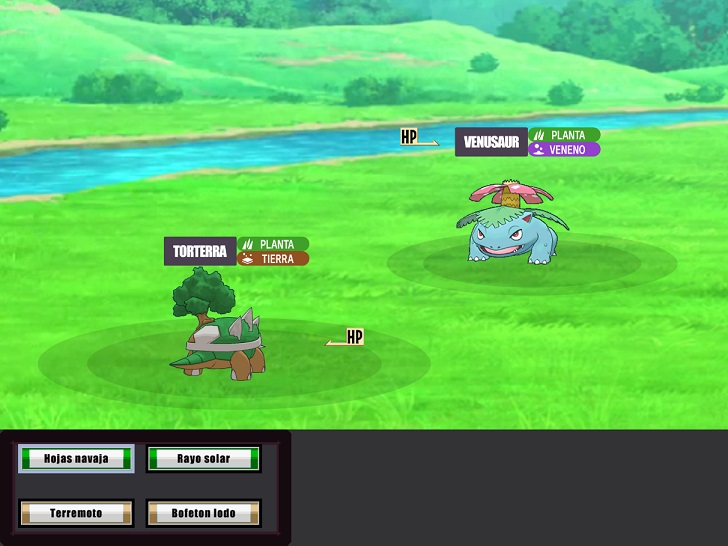 HP
VENUSAUR
PLANTA
VENENO
TORTERRA
PLANTA
TIERRA
HP
Hojas navaja
Rayo solar
Terremoto
Bofeton lodo